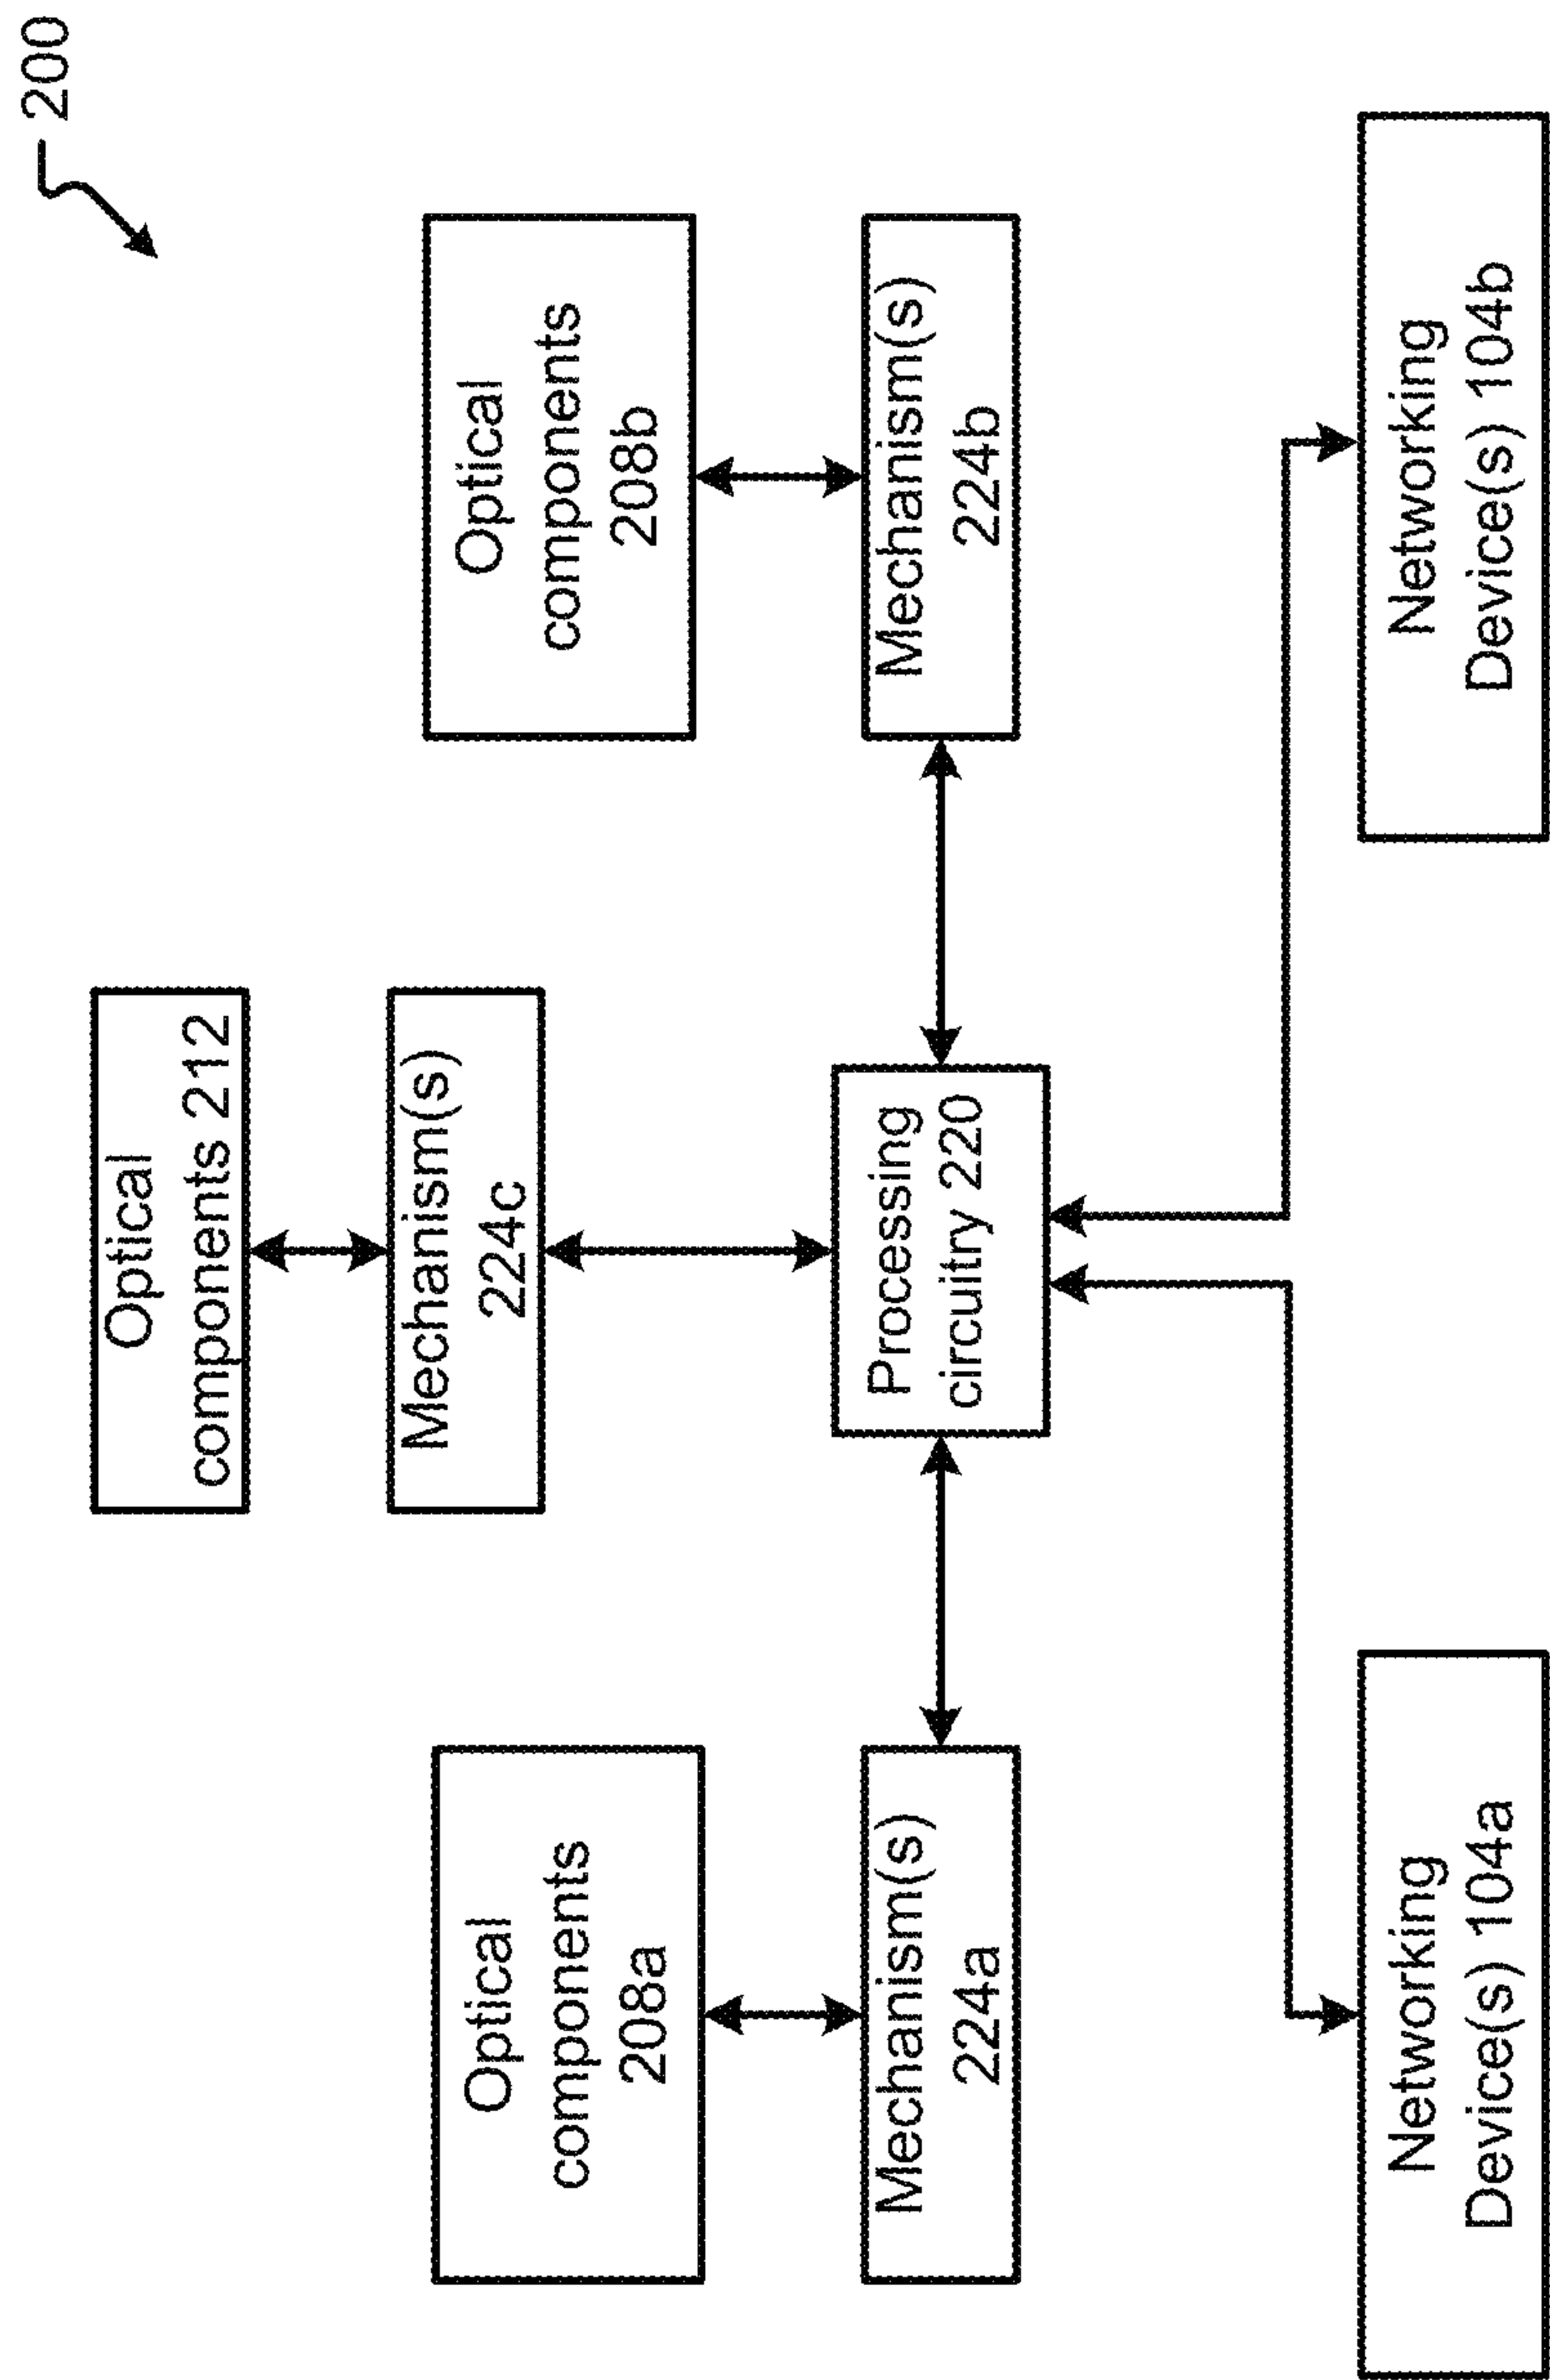 200
Optical
components 212
Mechanism(s)
224c
Optical
components
208a
Optical
components
208b
Mechanism(s)
224a
Processing
circuitry 220
Mechanism(s)
224b
Networking
Device(s) 104a
Networking
Device(s) 104b